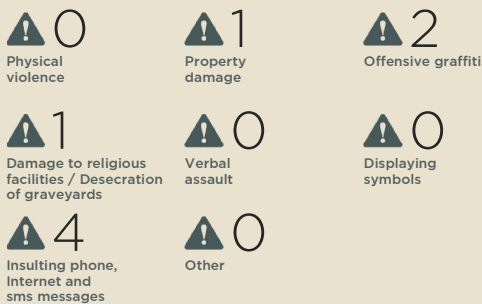 0
Physical
violence
1
Property
damage
2
Offensive graffiti
1
Damage to religious
facilities / Desecration
of graveyards
0
Verbal
assault
0
Displaying
symbols
4
Insulting phone,
Internet and
sms messages
0
Other